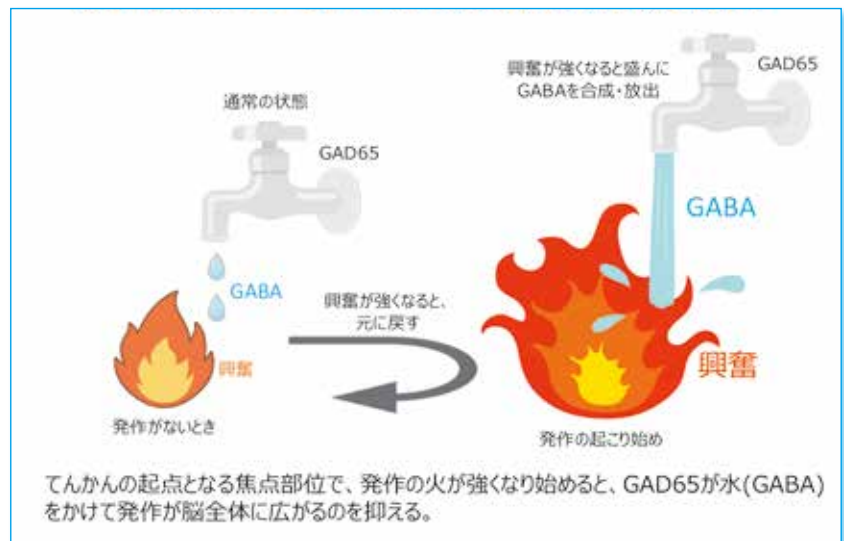 通常の状態
GAD65
GABA
興奮
発作がないとき
興奮が強くなると、
元に戻す
興奮が強くなると盛んに
GABAを合成・放出
GAD65
GABA
興奮
発作の起こり始め
てんかんの起点となる焦点部位で、発作の火が強くなり始めると、GAD65が水(GABA)
をかけて発作が脳全体に広がるのを抑える。